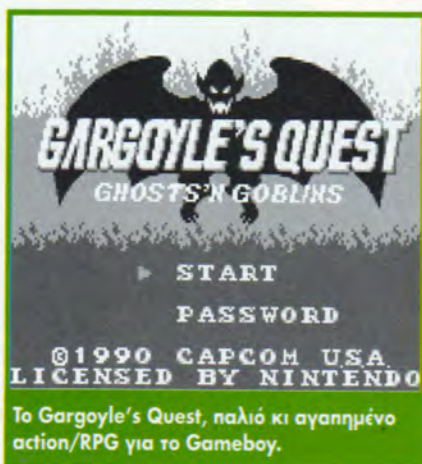 GARGOYLE'S QUEST
GHOSTS'N GOBLINS
START
PASSWORD
©1990 CAPCOM USA
LICENSED BY NINTENDO
Το Gargoyle's Quest, παλιό κι αγαπημένο
action/RPG για το Gameboy.